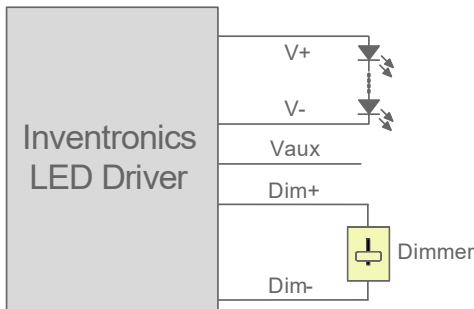 V+
V-
Inventronics
LED Driver
Vaux
Dim+
Dimmer
Dim-